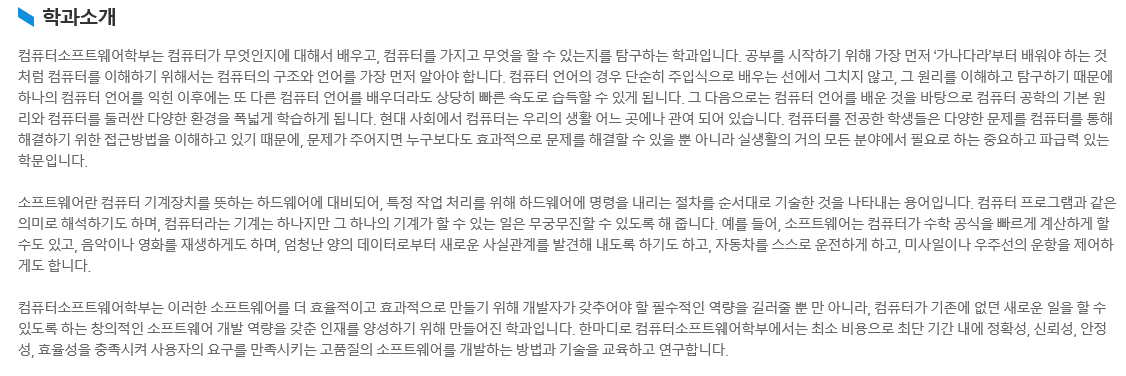 학과소개
컴퓨터소프트웨어학부는 컴퓨터가 무엇인지에 대해서 배우고, 컴퓨터를 가지고 무엇을 할 수 있는지를 탐구하는 학과입니다. 공부를 시작하기 위해 가장 먼저 ‘가나다라’부터 배워야 하는 것
처럼 컴퓨터를 이해하기 위해서는 컴퓨터의 구조와 언어를 가장 먼저 알아야 합니다. 컴퓨터 언어의 경우 단순히 주입식으로 배우는 선에서 그치지 않고, 그 원리를 이해하고 탐구하기 때문에
하나의 컴퓨터 언어를 익힌 이후에는 또 다른 컴퓨터 언어를 배우더라도 상당히 빠른 속도로 습득할 수 있게 됩니다. 그 다음으로는 컴퓨터 언어를 배운 것을 바탕으로 컴퓨터 공학의 기본 원
리와 컴퓨터를 둘러싼 다양한 환경을 폭넓게 학습하게 됩니다. 현대 사회에서 컴퓨터는 우리의 생활 어느 곳에나 관여 되어 있습니다. 컴퓨터를 전공한 학생들은 다양한 문제를 컴퓨터를 통해
해결하기 위한 접근방법을 이해하고 있기 때문에, 문제가 주어지면 누구보다도 효과적으로 문제를 해결할 수 있을 뿐 아니라 실생활의 거의 모든 분야에서 필요로 하는 중요하고 파급력 있는
학문입니다.
소프트웨어란 컴퓨터 기계장치를 뜻하는 하드웨어에 대비되어, 특정 작업 처리를 위해 하드웨어에 명령을 내리는 절차를 순서대로 기술한 것을 나타내는 용어입니다. 컴퓨터 프로그램과 같은
의미로 해석하기도 하며, 컴퓨터라는 기계는 하나지만 그 하나의 기계가 할 수 있는 일은 무궁무진할 수 있도록 해 줍니다. 예를 들어, 소프트웨어는 컴퓨터가 수학 공식을 빠르게 계산하게 할
수도 있고, 음악이나 영화를 재생하게도 하며, 엄청난 양의 데이터로부터 새로운 사실관계를 발견해 내도록 하기도 하고, 자동차를 스스로 운전하게 하고, 미사일이나 우주선의 운항을 제어하
게도 합니다.
컴퓨터소프트웨어학부는 이러한 소프트웨어를 더 효율적이고 효과적으로 만들기 위해 개발자가 갖추어야 할 필수적인 역량을 길러줄 뿐 만 아니라, 컴퓨터가 기존에 없던 새로운 일을 할 수
있도록 하는 창의적인 소프트웨어 개발 역량을 갖춘 인재를 양성하기 위해 만들어진 학과입니다. 한마디로 컴퓨터소프트웨어학부에서는 최소 비용으로 최단 기간 내에 정확성, 신뢰성, 안정
성, 효율성을 충족시켜 사용자의 요구를 만족시키는 고품질의 소프트웨어를 개발하는 방법과 기술을 교육하고 연구합니다.